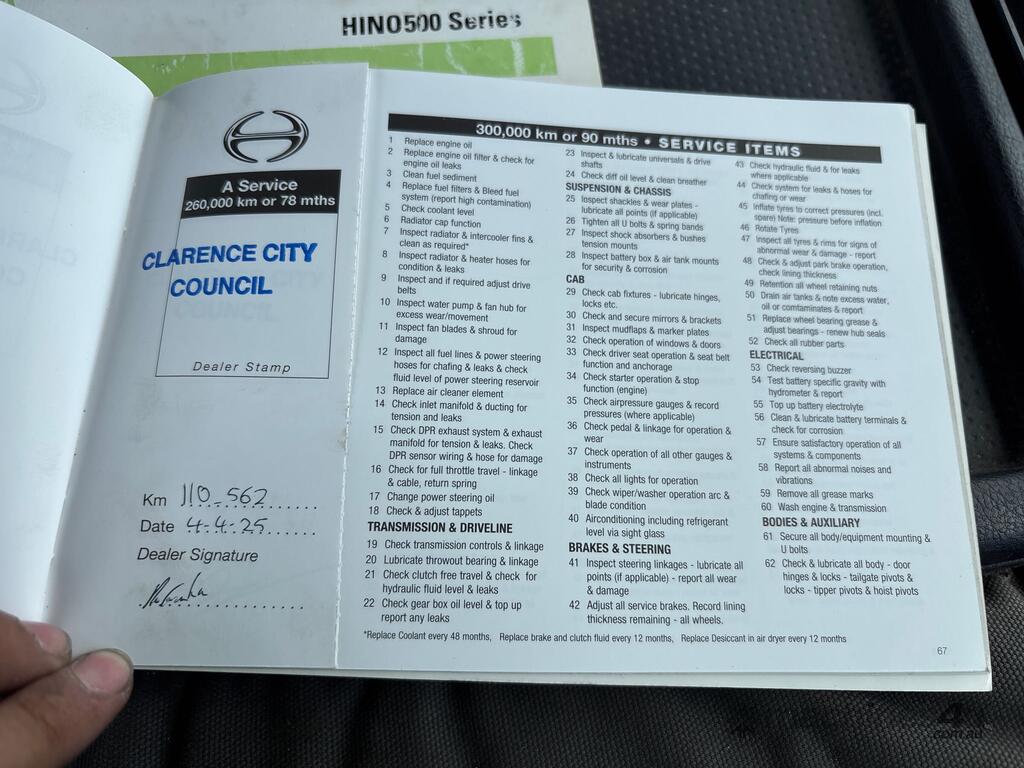 HINO500 Series
A Service
260,000 km or 78 mths
CLARENCE CITY
COUNCIL
Dealer Stamp
Km 110-562
Date 4-4-25
Dealer Signature
300,000 km or 90 mths • SERVICE ITEMS
1 Replace engine oil
2 Replace engine oil filter & check for
engine oil leaks
3 Clean fuel sediment
4 Replace fuel filters & Bleed fuel
system (report high contamination)
5 Check coolant level
6 Radiator cap function
7 Inspect radiator & intercooler fins &
clean as required*
8 Inspect radiator & heater hoses for
condition & leaks
9 Inspect and if required adjust drive
belts
10 Inspect water pump & fan hub for
excess wear/movement
11 Inspect fan blades & shroud for
damage
12 Inspect all fuel lines & power steering
hoses for chafing & leaks & check
fluid level of power steering reservoir
13 Replace air cleaner element
14 Check inlet manifold & ducting for
tension and leaks
15 Check DPR exhaust system & exhaust
manifold for tension & leaks. Check
DPR sensor wiring & hose for damage
16 Check for full throttle travel - linkage
& cable, return spring
17 Change power steering oil
18 Check & adjust tappets
TRANSMISSION & DRIVELINE
19 Check transmission controls & linkage
20 Lubricate throwout bearing & linkage
21 Check clutch free travel & check for
hydraulic fluid level & leaks
22 Check gear box oil level & top up
report any leaks
23 Inspect & lubricate universals & drive
shafts
24 Check diff oil level & clean breather
SUSPENSION & CHASSIS
25 Inspect shackles & wear plates -
lubricate all points (if applicable)
26 Tighten all U bolts & spring bands
27 Inspect shock absorbers & bushes
tension mounts
28 Inspect battery box & air tank mounts
for security & corrosion
CAB
29 Check cab fixtures - lubricate hinges,
locks etc.
30 Check and secure mirrors & brackets
31 Inspect mudflaps & marker plates
32 Check operation of windows & doors
33 Check driver seat operation & seat belt
function and anchorage
34 Check starter operation & stop
function (engine)
35 Check airpressure gauges & record
pressures (where applicable)
36 Check pedal & linkage for operation &
wear
37 Check operation of all other gauges &
instruments
38 Check all lights for operation
39 Check wiper/washer operation arc &
blade condition
40 Airconditioning including refrigerant
level via sight glass
BRAKES & STEERING
41 Inspect steering linkages - lubricate all
points (if applicable) - report all wear
& damage
42 Adjust all service brakes. Record lining
thickness remaining - all wheels.
43 Check hydraulic fluid & for leaks
where applicable
44 Check system for leaks & hoses for
chafing or wear
45 Inflate tyres to correct pressures (incl.
spare) Note: pressure before inflation
46 Rotate Tyres
47 Inspect all tyres & rims for signs of
abnormal wear & damage - report
48 Check & adjust park brake operation,
check lining thickness
49 Retention all wheel retaining nuts
50 Drain air tanks & note excess water,
oil or comtaminates & report
51 Replace wheel bearing grease &
adjust bearings - renew hub seals
52 Check all rubber parts
ELECTRICAL
53 Check reversing buzzer
54 Test battery specific gravity with
hydrometer & report
55 Top up battery electrolyte
56 Clean & lubricate battery terminals &
check for corrosion
57 Ensure satisfactory operation of all
systems & components
58 Report all abnormal noises and
vibrations
59 Remove all grease marks
60 Wash engine & transmission
BODIES & AUXILIARY
61 Secure all body/equipment mounting &
U bolts
62 Check & lubricate all body - door
hinges & locks - tailgate pivots &
locks - tipper pivots & hoist pivots
*Replace Coolant every 48 months, Replace brake and clutch fluid every 12 months, Replace Desiccant in air dryer every 12 months
67
.com.au